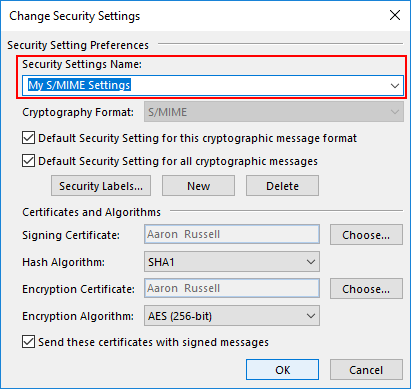 Change Security Settings
Security Setting Preferences
Security Settings Name:
My S/MIME Settings
Cryptography Format: S/MIME
Default Security Setting for this cryptographic message format
Default Security Setting for all cryptographic messages
Security Labels... New Delete
Certificates and Algorithms
Signing Certificate: Aaron Russell Choose...
Hash Algorithm: SHA1
Encryption Certificate: Aaron Russell Choose...
Encryption Algorithm: AES (256-bit)
Send these certificates with signed messages
OK Cancel